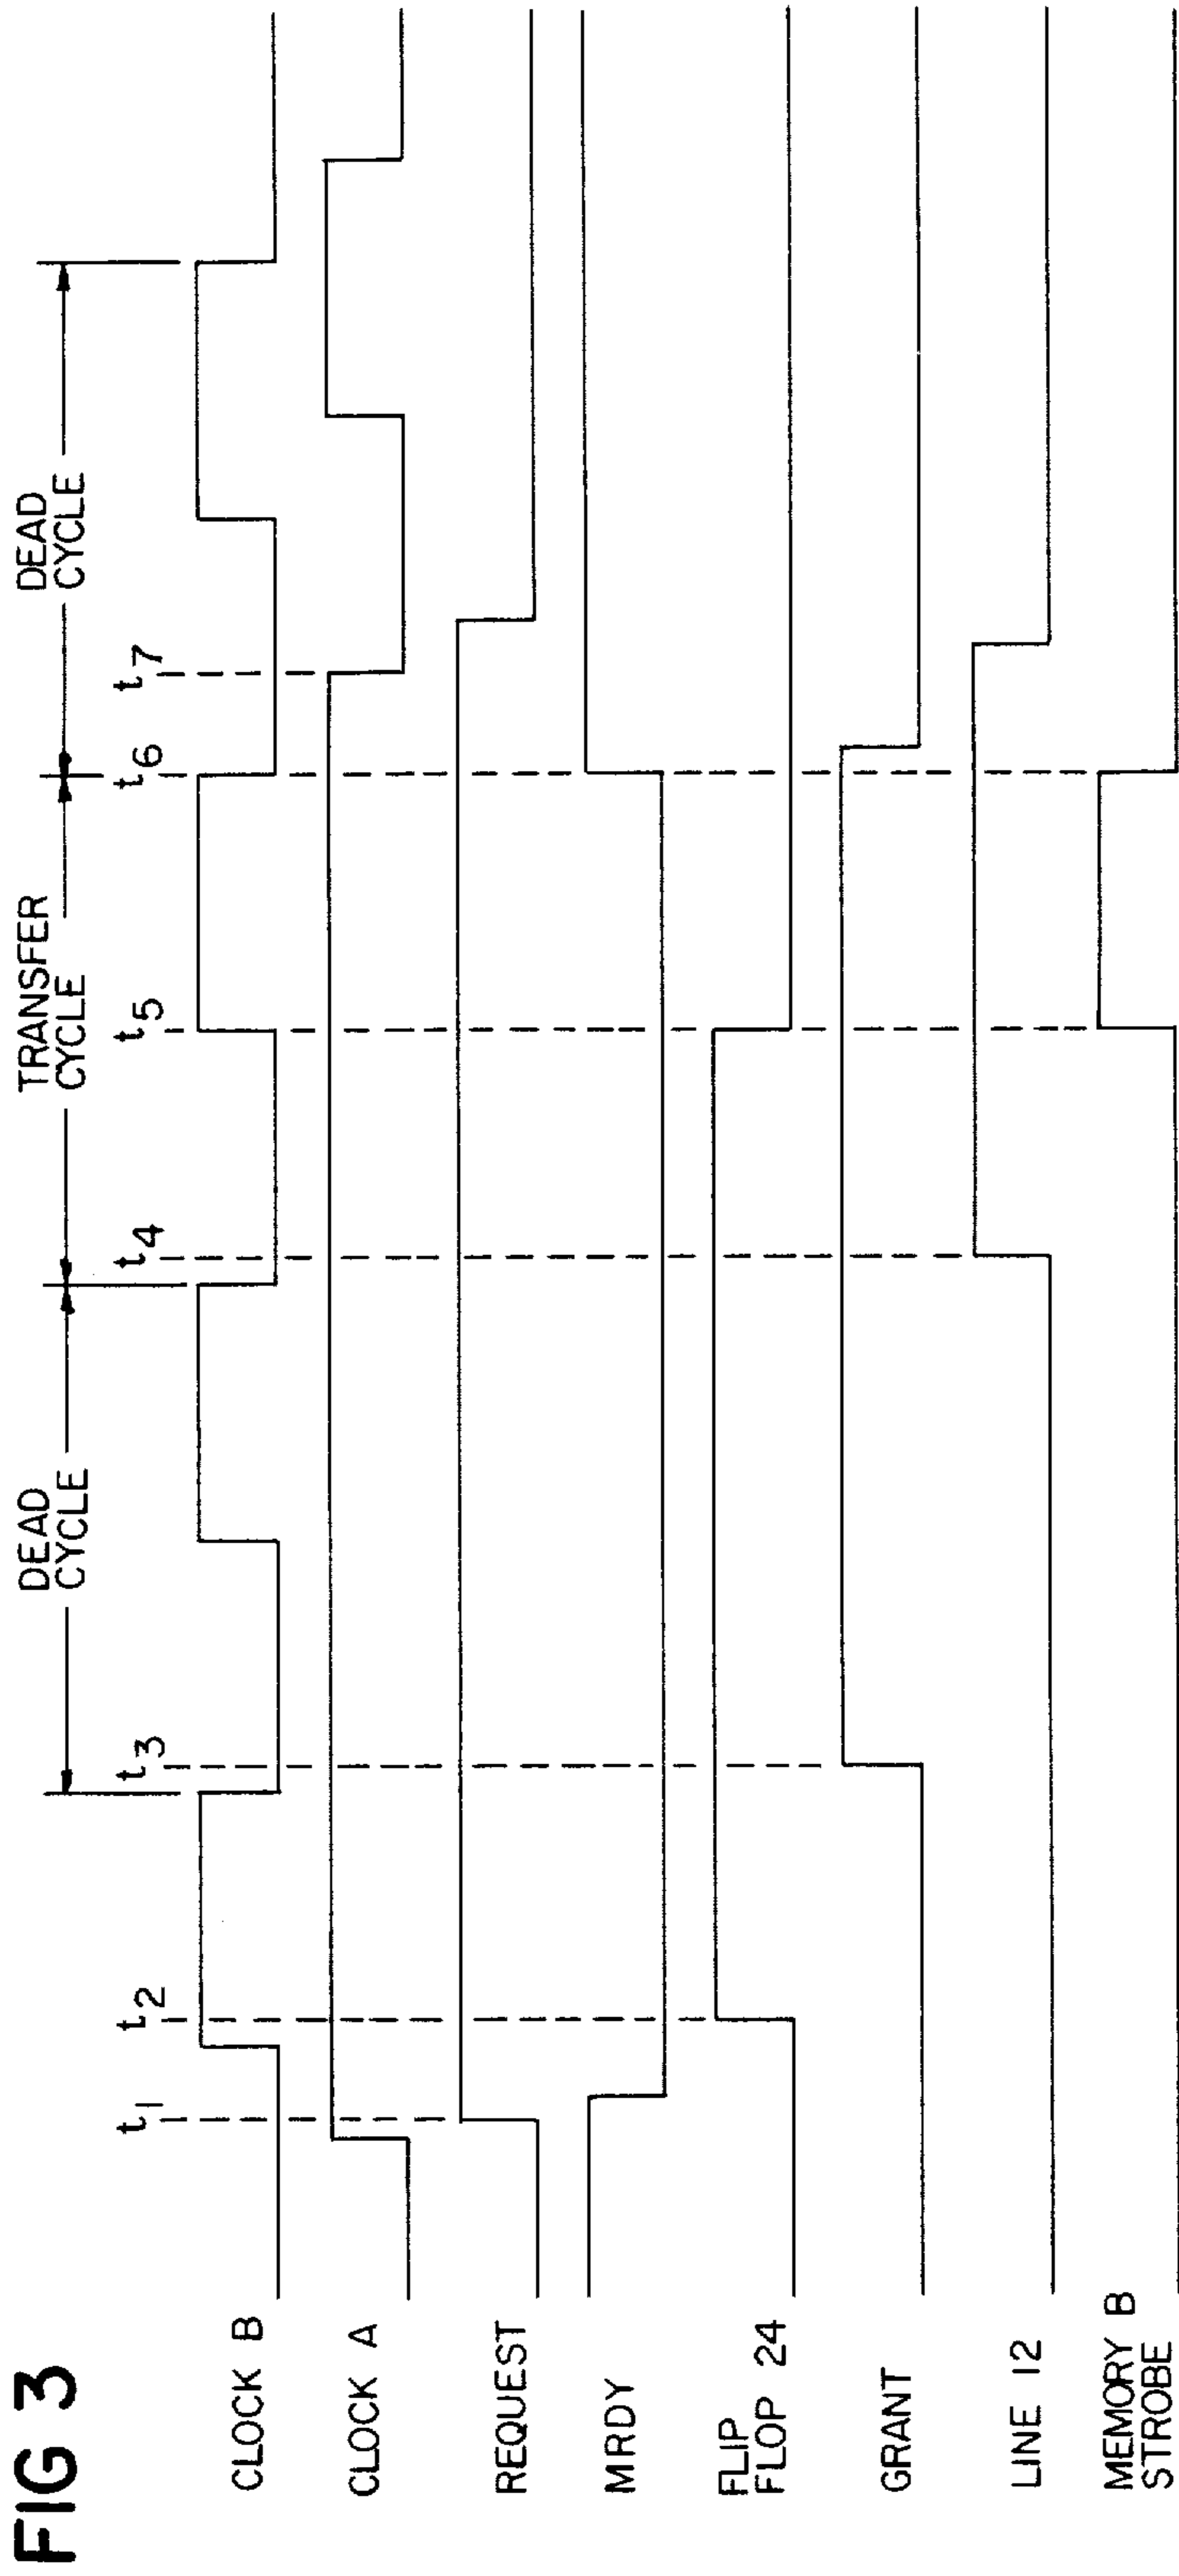 FIG 3
DEAD
CYCLE
TRANSFER
CYCLE
DEAD
CYCLE
t1
t2
t3
t4
t5
t6
t7
CLOCK B
CLOCK A
REQUEST
MRDY
FLIP
FLOP 24
GRANT
LINE 12
MEMORY B
STROBE